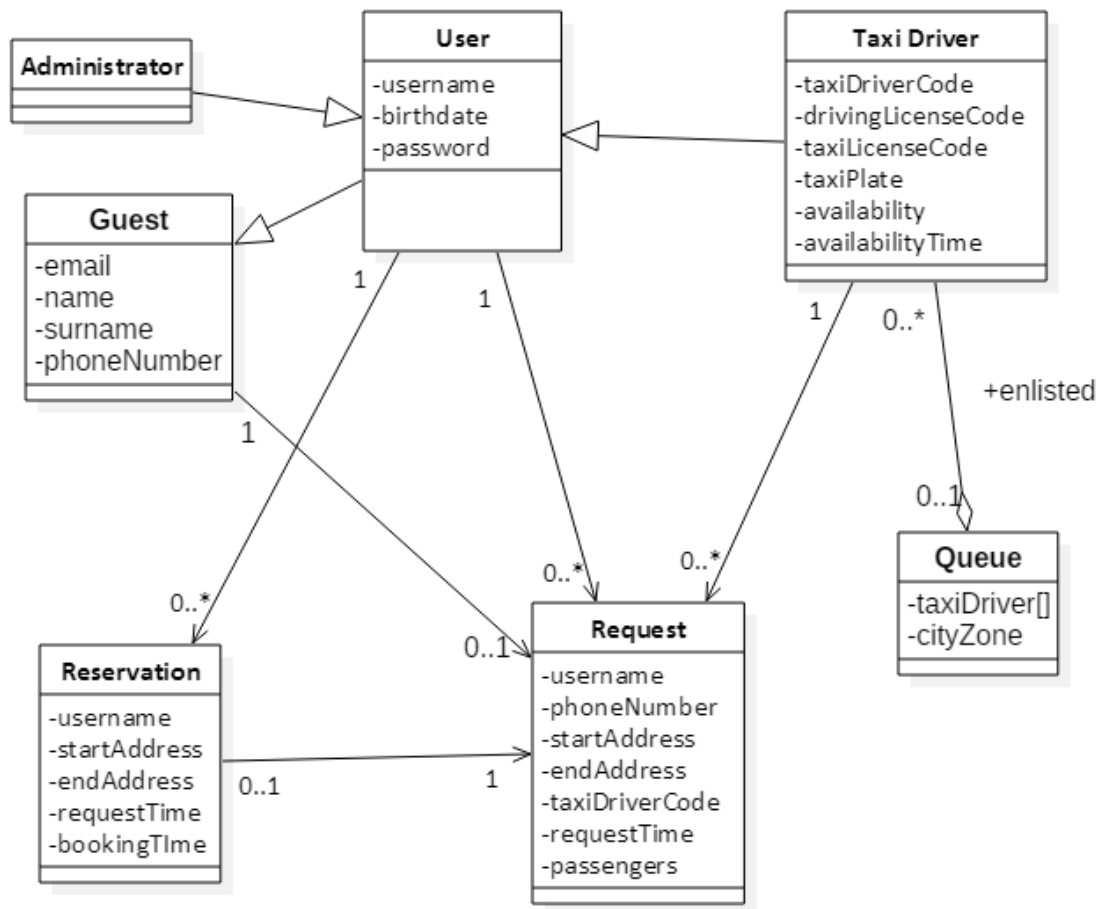 Administrator
User
-username
-birthdate
-password
Taxi Driver
-taxiDriverCode
-drivingLicenseCode
-taxiLicenseCode
-taxiPlate
-availability
-availabilityTime
Guest
-email
-name
-surname
-phoneNumber
1
1
1
0..*
+enlisted
1
0..1
0..*
0..*
0..*
0..1
Queue
-taxiDriver[]
-cityZone
Reservation
-username
-startAddress
-endAddress
-requestTime
-bookingTIme
0..1
1
Request
-username
-phoneNumber
-startAddress
-endAddress
-taxiDriverCode
-requestTime
-passengers